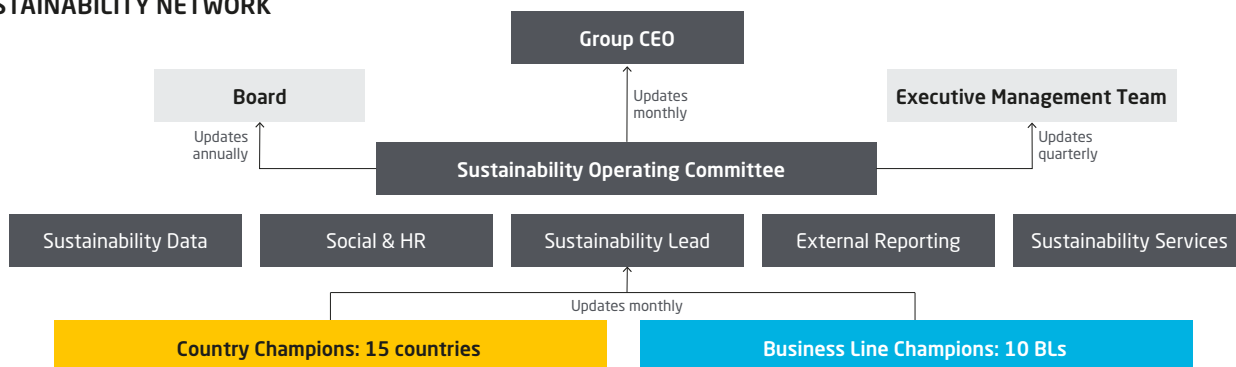 STAINABILITY NETWORK
Group CEO
Board
Executive Management Team
Updates
monthly
Updates
annually
Updates
quarterly
Sustainability Operating Committee
Sustainability Data
Social & HR
Sustainability Lead
External Reporting
Sustainability Services
Updates monthly
Country Champions: 15 countries
Business Line Champions: 10 BLs